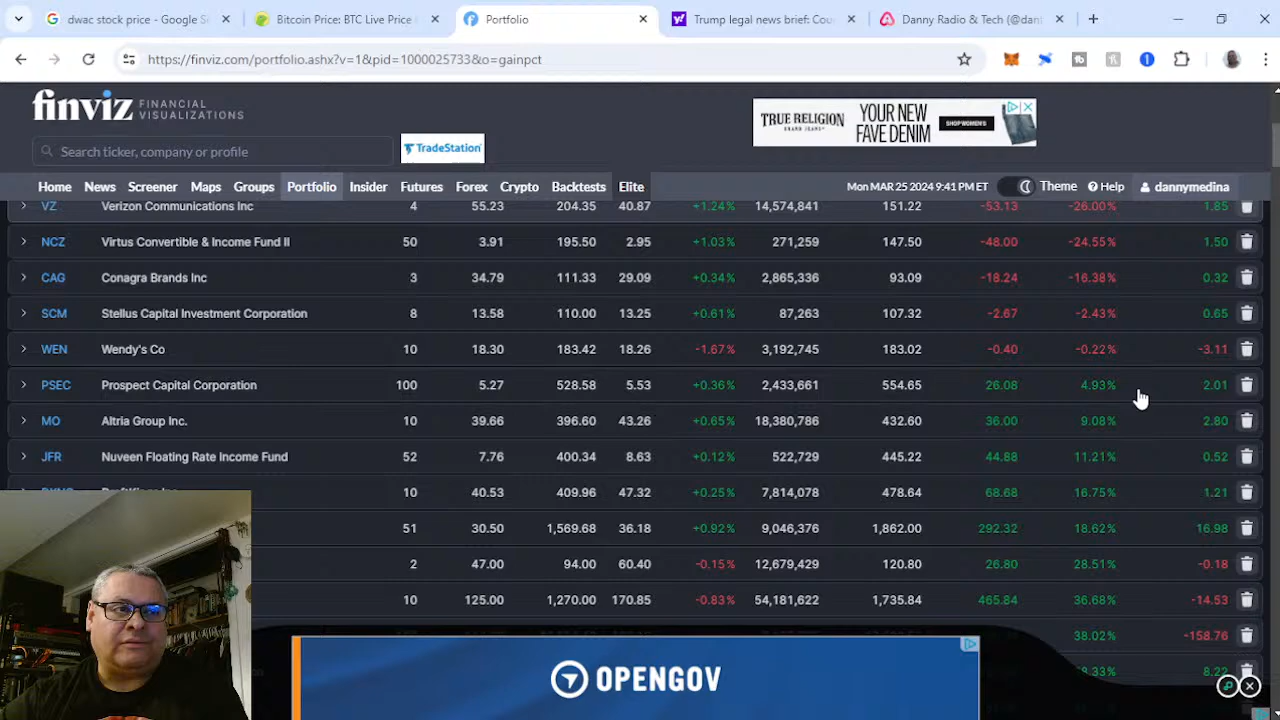 dwac stock price - Google Se
Bitcoin Price: BTC Live Price
Portfolio
Trump legal news brief: Cou
Danny Radio & Tech (@dan
https://finviz.com/portfolio.ashx?v=1&pid=1000025733&o=gainpct
finviz FINANCIAL VISUALIZATIONS
TRUE RELIGION BRAND JEANS YOUR NEW FAVE DENIM SHOP WOMENS
Search ticker, company or profile
TradeStation
Home News Screener Maps Groups Portfolio Insider Futures Forex Crypto Backtests Elite Mon MAR 25 2024 9:41 PM ET Theme Help dannymedina
VZ Verizon Communications Inc 4 55.23 204.35 40.87 +1.24% 14,574,841 151.22 -53.13 -26.00% 1.85
NCZ Virtus Convertible & Income Fund II 50 3.91 195.50 2.95 +1.03% 271,259 147.50 -48.00 -24.55% 1.50
CAG Conagra Brands Inc 3 34.79 111.33 29.09 +0.34% 2,865,336 93.09 -18.24 -16.38% 0.32
SCM Stellus Capital Investment Corporation 8 13.58 110.00 13.25 +0.61% 87,263 107.32 -2.67 -2.43% 0.65
WEN Wendy's Co 10 18.30 183.42 18.26 -1.67% 3,192,745 183.02 -0.40 -0.22% -3.11
PSEC Prospect Capital Corporation 100 5.27 528.58 5.53 +0.36% 2,433,661 554.65 26.08 4.93% 2.01
MO Altria Group Inc. 10 39.66 396.60 43.26 +0.65% 18,380,786 432.60 36.00 9.08% 2.80
JFR Nuveen Floating Rate Income Fund 52 7.76 400.34 8.63 +0.12% 522,729 445.22 44.88 11.21% 0.52
10 40.53 409.96 47.32 +0.25% 7,814,078 478.64 68.68 16.75% 1.21
51 30.50 1,569.68 36.18 +0.92% 9,046,376 1,862.00 292.32 18.62% 16.98
2 47.00 94.00 60.40 -0.15% 12,679,429 120.80 26.80 28.51% -0.18
10 125.00 1,270.00 170.85 -0.83% 54,181,622 1,735.84 465.84 36.68% -14.53
38.02% -158.76
8.22
OPENGOV